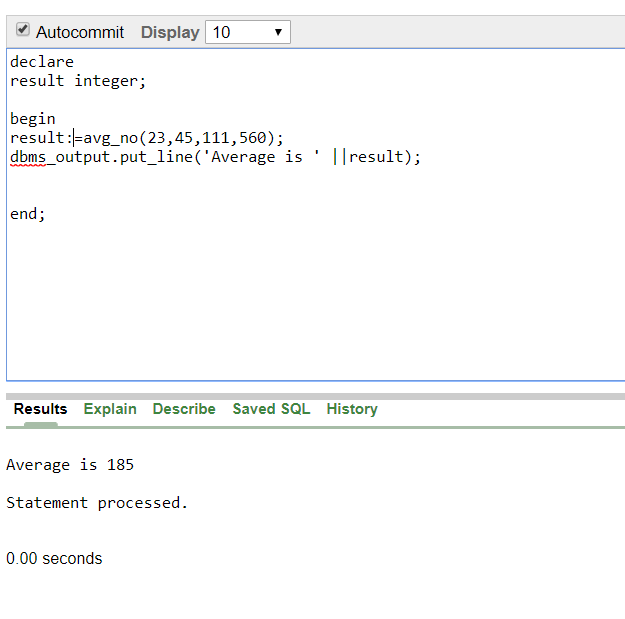 Autocommit Display 10
declare
result integer;
begin
result:=avg_no(23,45,111,560);
dbms_output.put_line('Average is ' ||result);
end;
Results Explain Describe Saved SQL History
Average is 185
Statement processed.
0.00 seconds